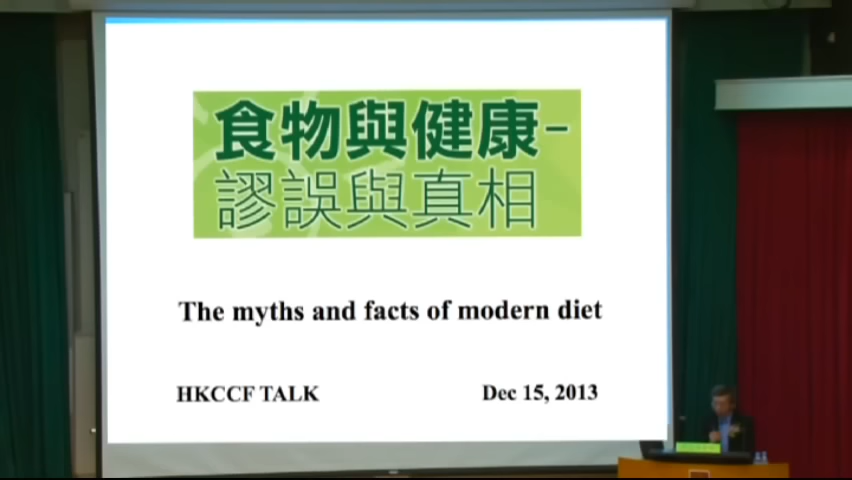 食物與健康-
謬誤與真相
The myths and facts of modern diet
HKCCF TALK Dec 15, 2013